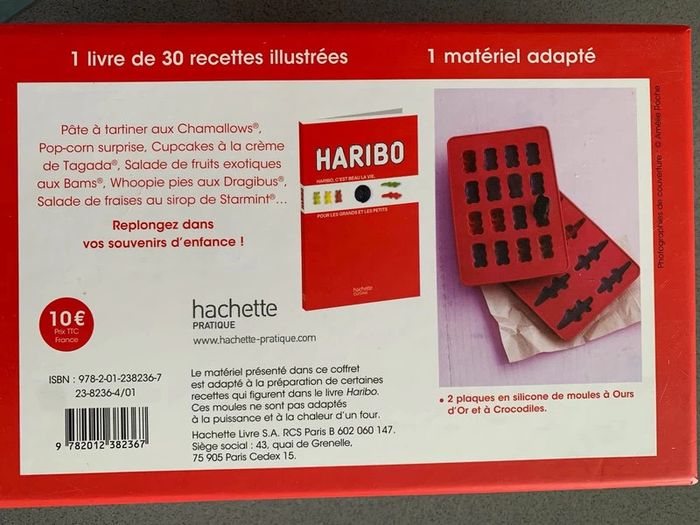 1 livre de 30 recettes illustrées
1 matériel adapté
Pâte à tartiner aux Chamallows®,
Pop-corn surprise, Cupcakes à la crème
de Tagada®, Salade de fruits exotiques
aux Bams®, Whoopie pies aux Dragibus®,
Salade de fraises au sirop de Starmint®...
Replongez dans
vos souvenirs d'enfance !
HARIBO
HARIBO, C'EST BEAU LA VIE,
POUR LES GRANDS ET LES PETITS
hachette
CUISINE
Photographies de couverture : © Amélie Roche
10€
Prix TTC
France
hachette
PRATIQUE
www.hachette-pratique.com
ISBN : 978-2-01-238236-7
23-8236-4/01
9 782012 382367
Le matériel présenté dans ce coffret
est adapté à la préparation de certaines
recettes qui figurent dans le livre Haribo.
Ces moules ne sont pas adaptés
à la puissance et à la chaleur d'un four.
Hachette Livre S.A. RCS Paris B 602 060 147.
Siège social : 43, quai de Grenelle,
75 905 Paris Cedex 15.
• 2 plaques en silicone de moules à Ours
d'Or et à Crocodiles.